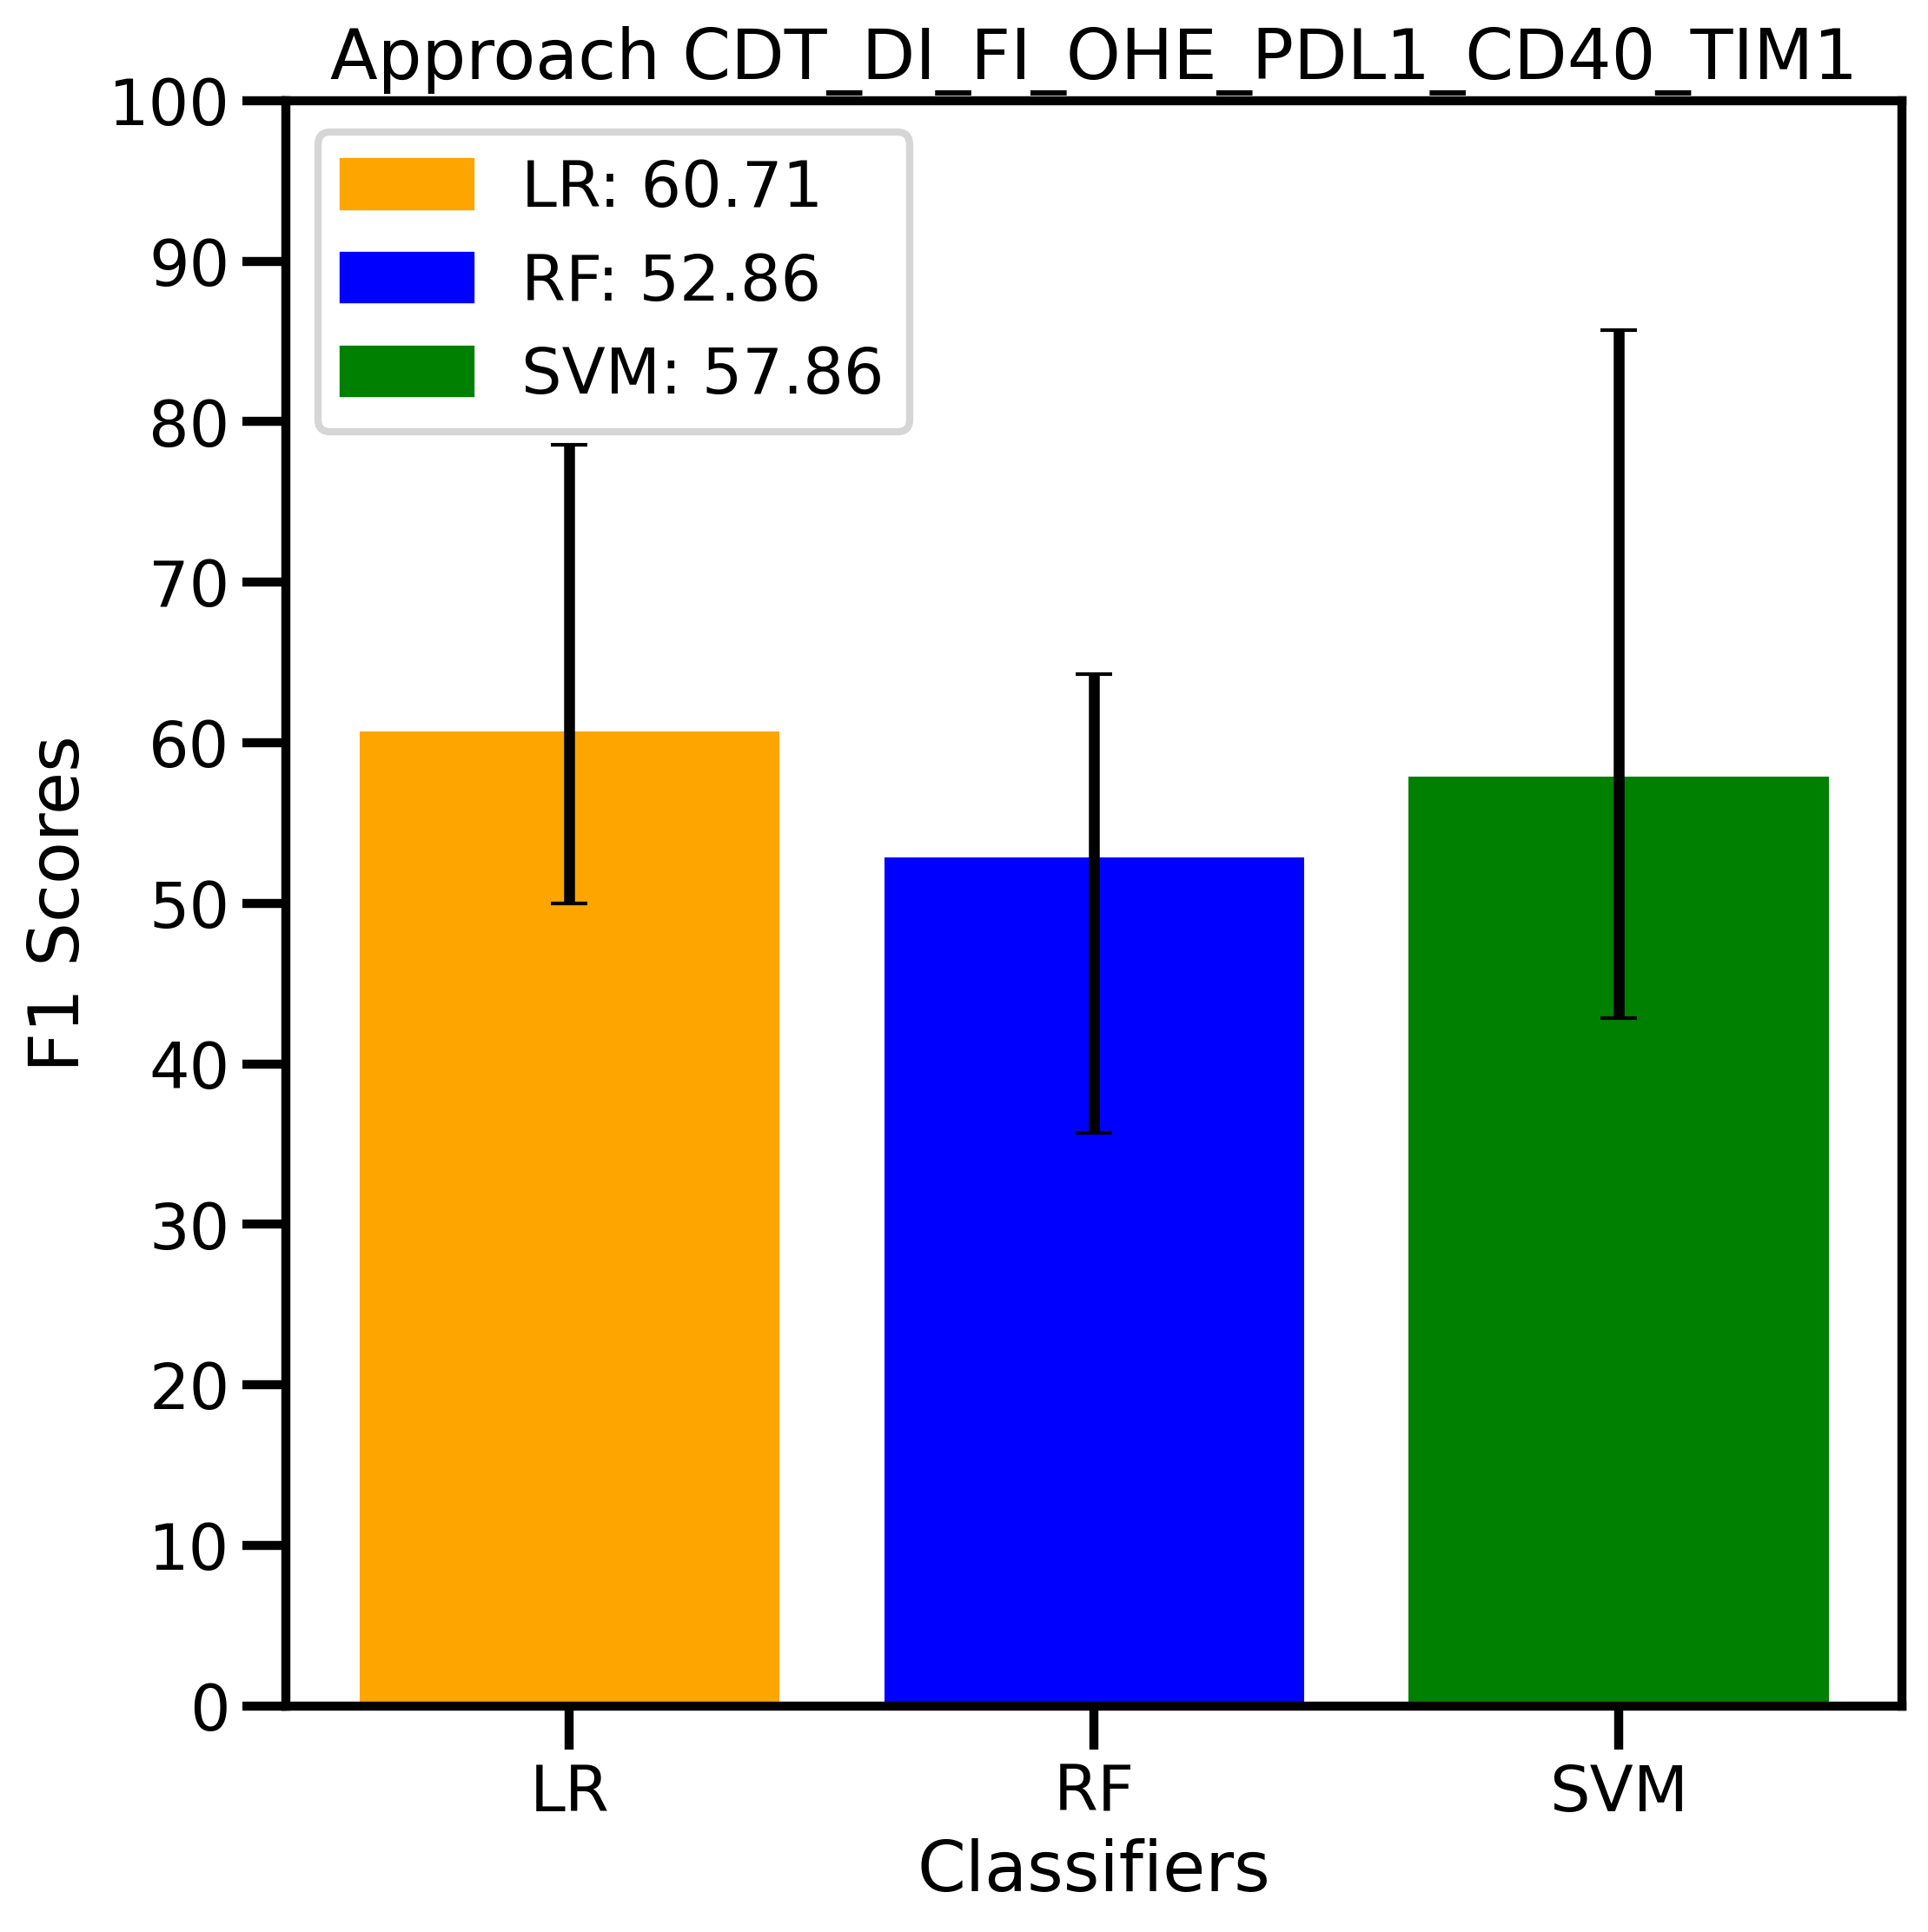 Approach CDT_DI_FI_OHE_PDL1_CD40_TIM1
100
90
80
70
60
50
40
30
20
10
0
F1 Scores
LR: 60.71
RF: 52.86
SVM: 57.86
LR
RF
SVM
Classifiers